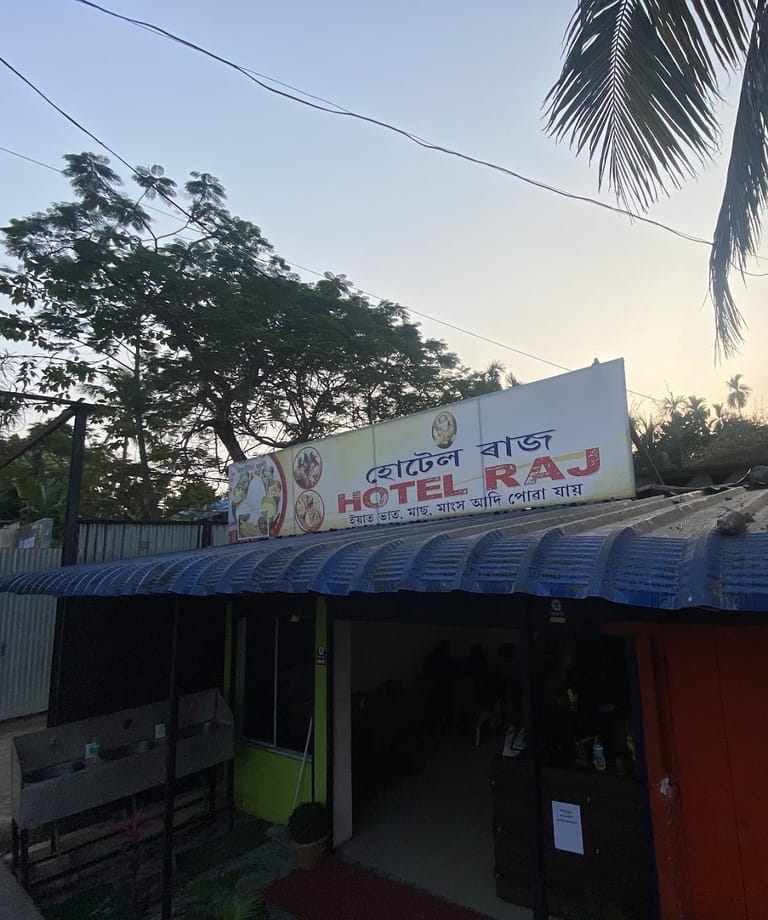 হোটেল ৰাজ
HOTEL RAJ
ইয়াত ভাত, মাছ, মাংস আদি পোৱা যায়